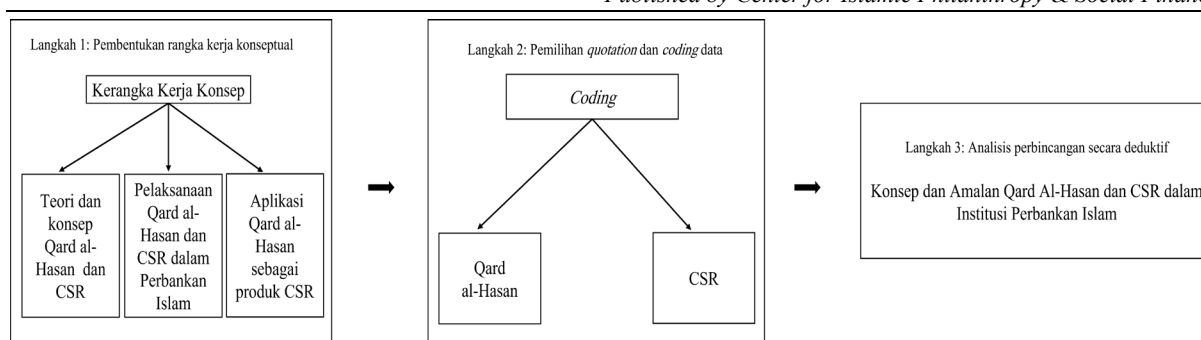 Published by Center for Islamic Philanthropy & Social Finan
Langkah 1: Pembentukan rangka kerja konseptual
Kerangka Kerja Konsep
Teori dan
konsep
Qard al-
Hasan dan
CSR
Pelaksanaan
Qard al-
Hasan dan
CSR dalam
Perbankan
Islam
Aplikasi
Qard al-
Hasan
sebagai
produk CSR
Langkah 2: Pemilihan quotation dan coding data
Coding
Qard
al-Hasan
CSR
Langkah 3: Analisis perbincangan secara deduktif
Konsep dan Amalan Qard Al-Hasan dan CSR dalam
Institusi Perbankan Islam